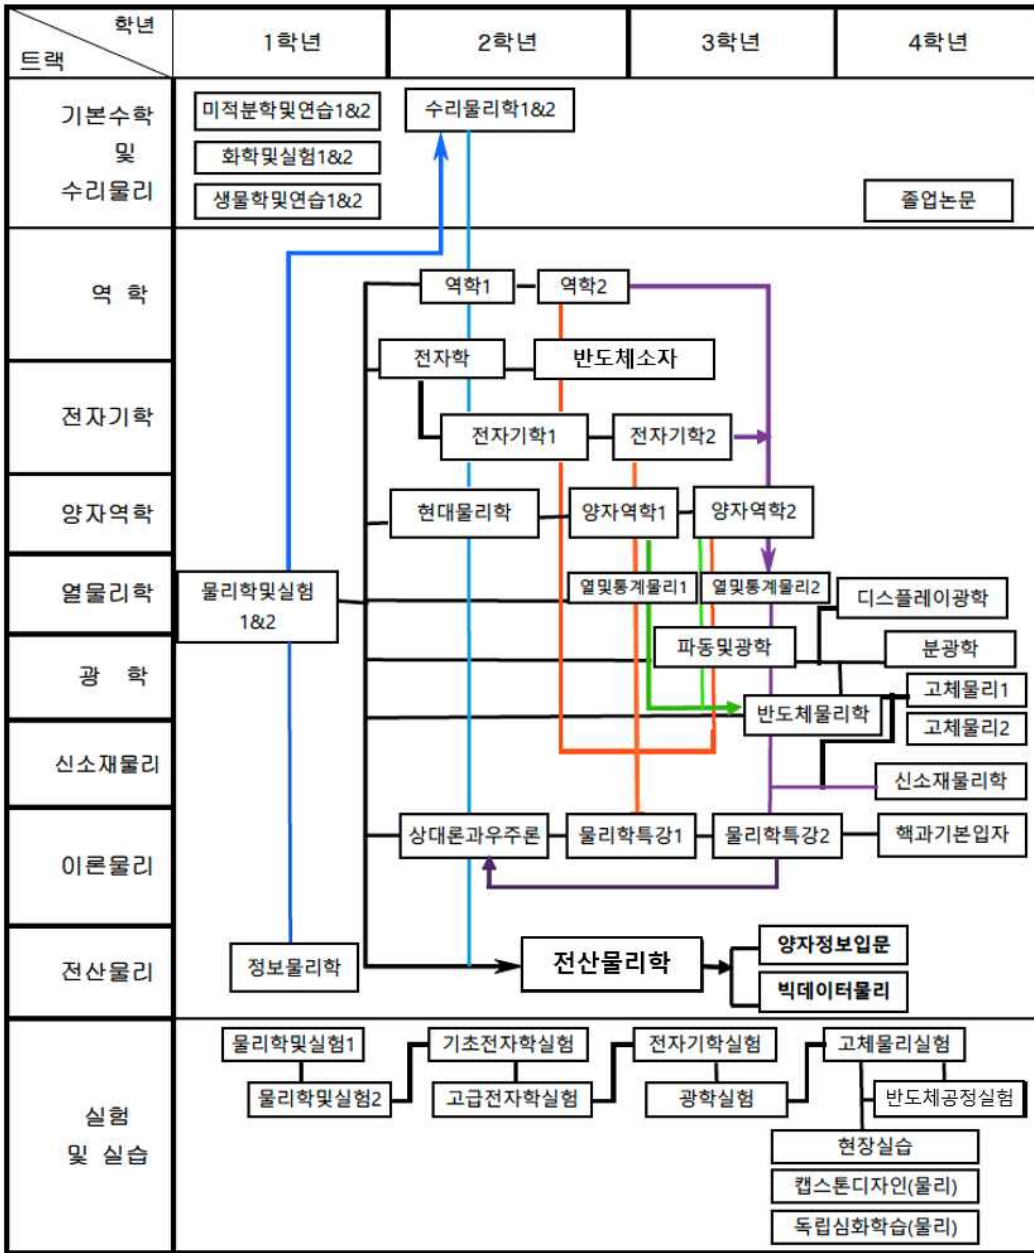 학년
트랙
1학년
2학년
3학년
4학년
기본수학
및
수리물리
미적분학및연습1&2
수리물리학1&2
화학및실험1&2
생물학및연습1&2
졸업논문
역 학
역학1
역학2
전자학
반도체소자
전자기학
전자기학1
전자기학2
양자역학
현대물리학
양자역학1
양자역학2
열물리학
물리학및실험
1&2
열및통계물리1
열및통계물리2
디스플레이광학
광 학
파동및광학
분광학
고체물리1
반도체물리학
고체물리2
신소재물리
신소재물리학
이론물리
상대론과우주론
물리학특강1
물리학특강2
핵과기본입자
전산물리
정보물리학
전산물리학
양자정보입문
빅데이터물리
실험
및 실습
물리학및실험1
기초전자학실험
전자기학실험
고체물리실험
물리학및실험2
고급전자학실험
광학실험
반도체공정실험
현장실습
캡스톤디자인(물리)
독립심화학습(물리)